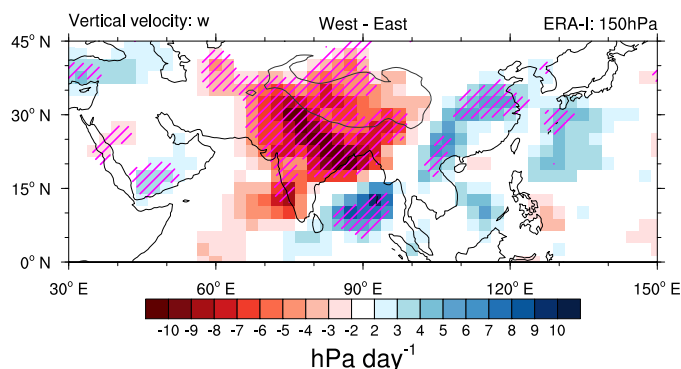 Vertical velocity: w West - East ERA-I: 150hPa
45° N
30° N
15° N
0° N
30° E 60° E 90° E 120° E 150° E
-10 -9 -8 -7 -6 -5 -4 -3 -2 2 3 4 5 6 7 8 9 10
hPa day⁻¹